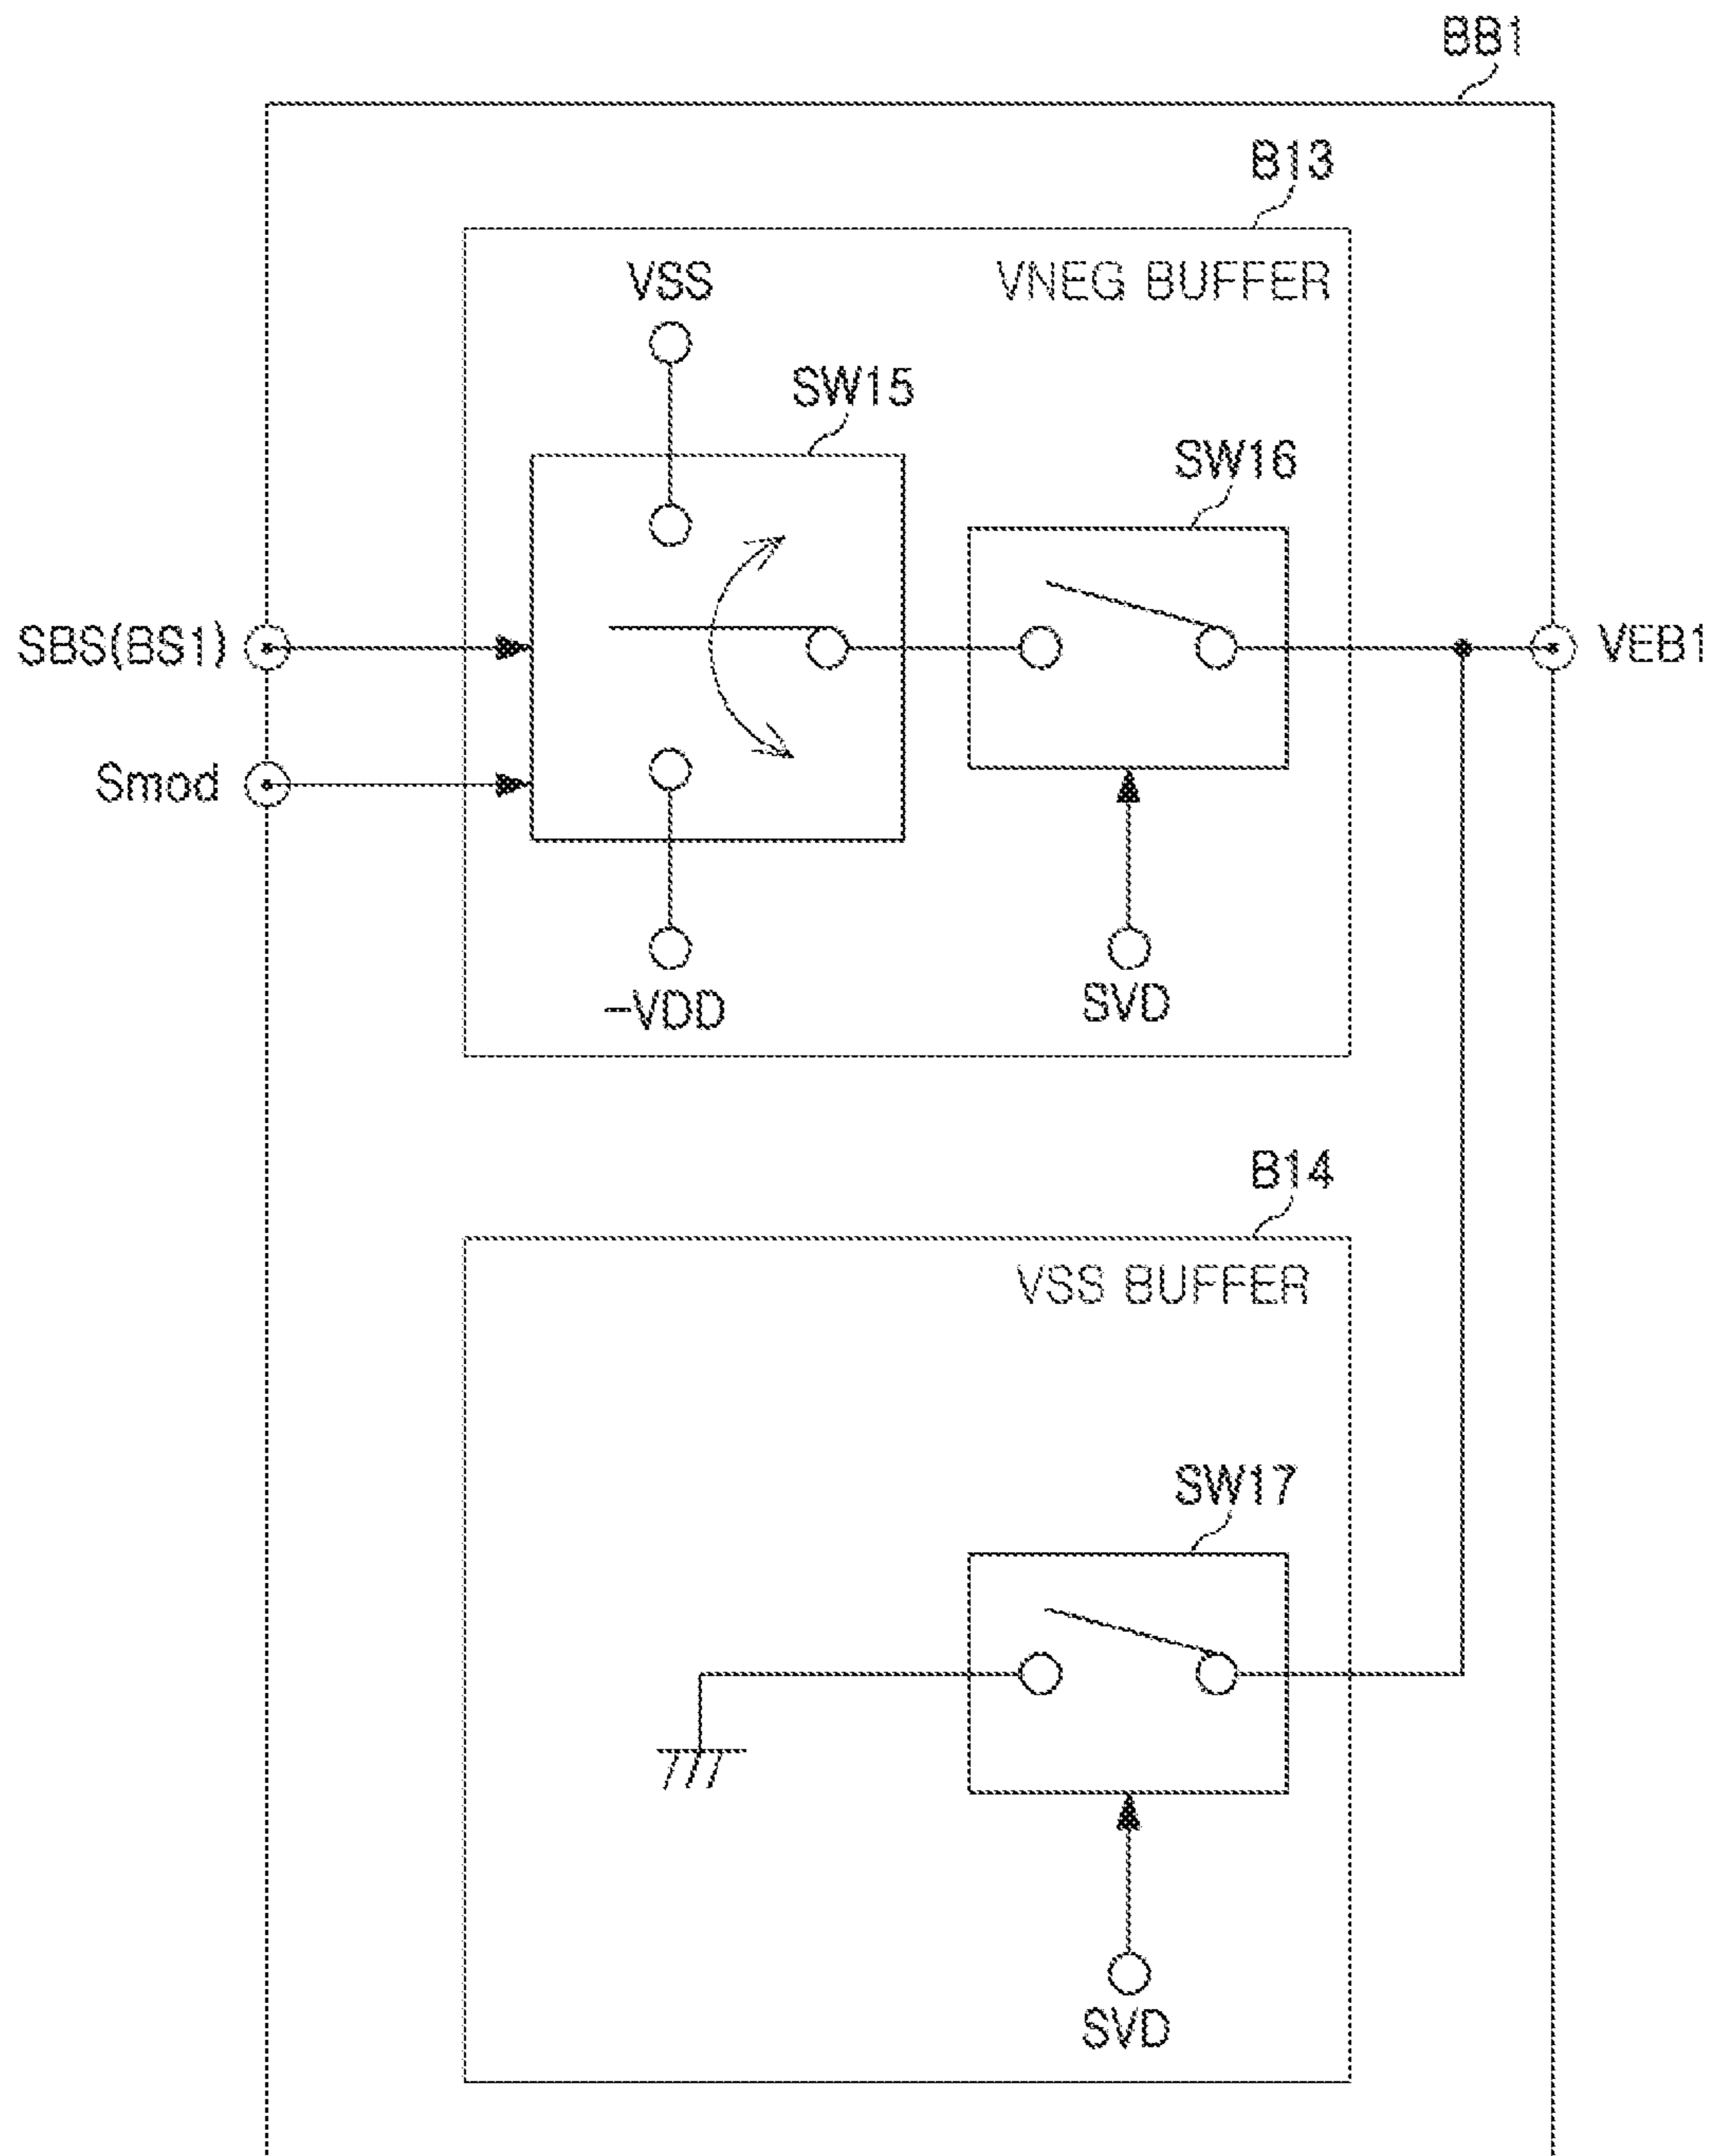 BB1
B13
VNEG BUFFER
VSS
SW15
SW16
SBS(BS1)
VEB1
Smod
-VDD
SVD
B14
VSS BUFFER
SW17
SVD